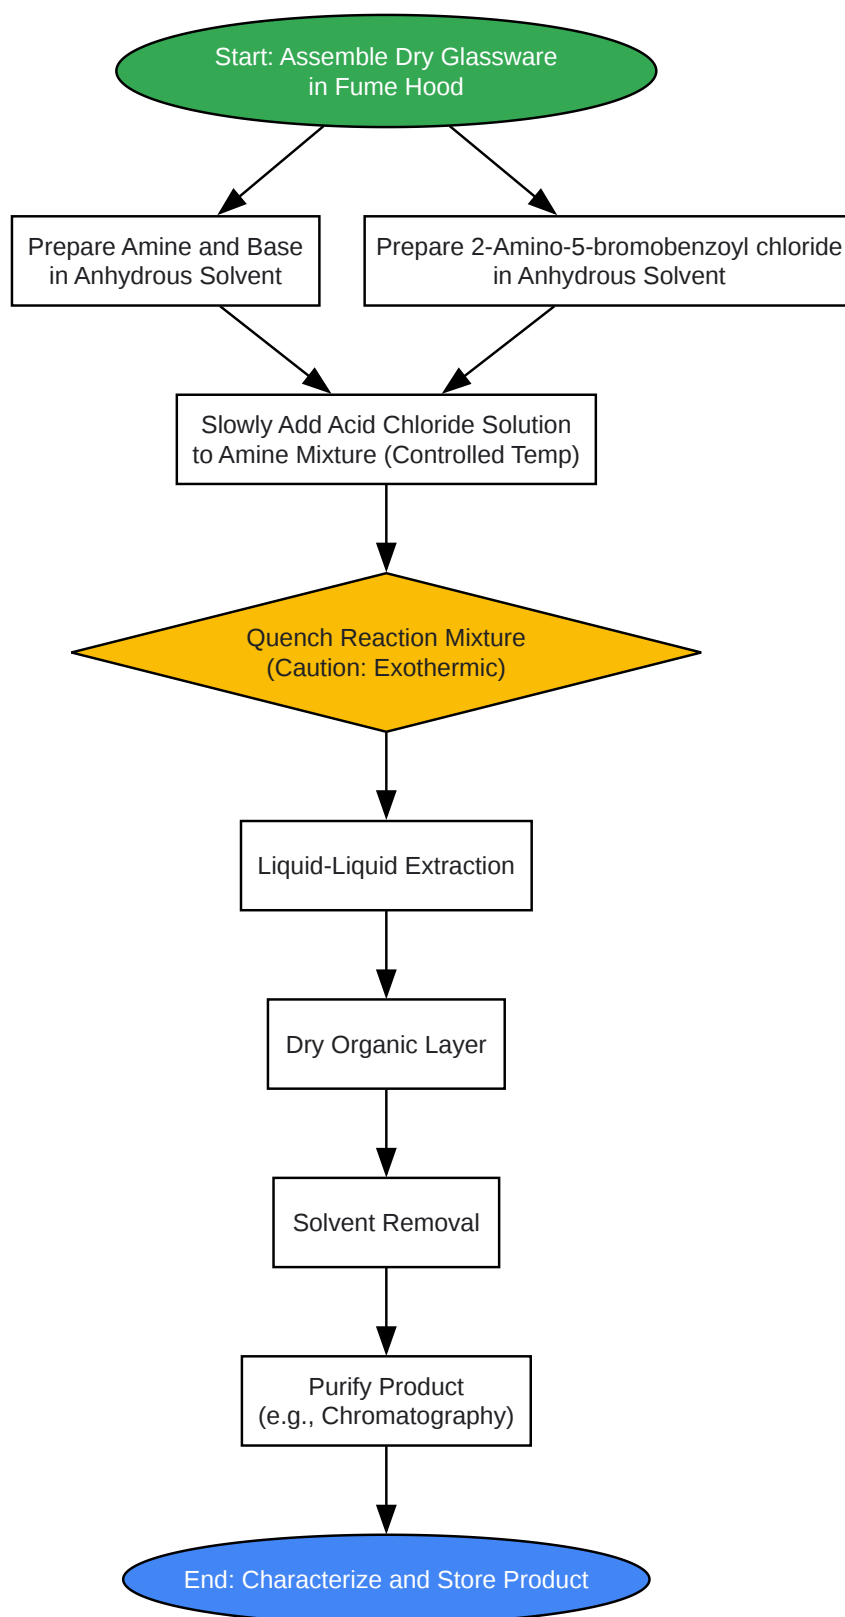 Start: Assemble Dry Glassware
in Fume Hood
Prepare Amine and Base
in Anhydrous Solvent
Prepare 2-Amino-5-bromobenzoyl chloride
in Anhydrous Solvent
Slowly Add Acid Chloride Solution
to Amine Mixture (Controlled Temp)
Quench Reaction Mixture
(Caution: Exothermic)
Liquid-Liquid Extraction
Dry Organic Layer
Solvent Removal
Purify Product
(e.g., Chromatography)
End: Characterize and Store Product